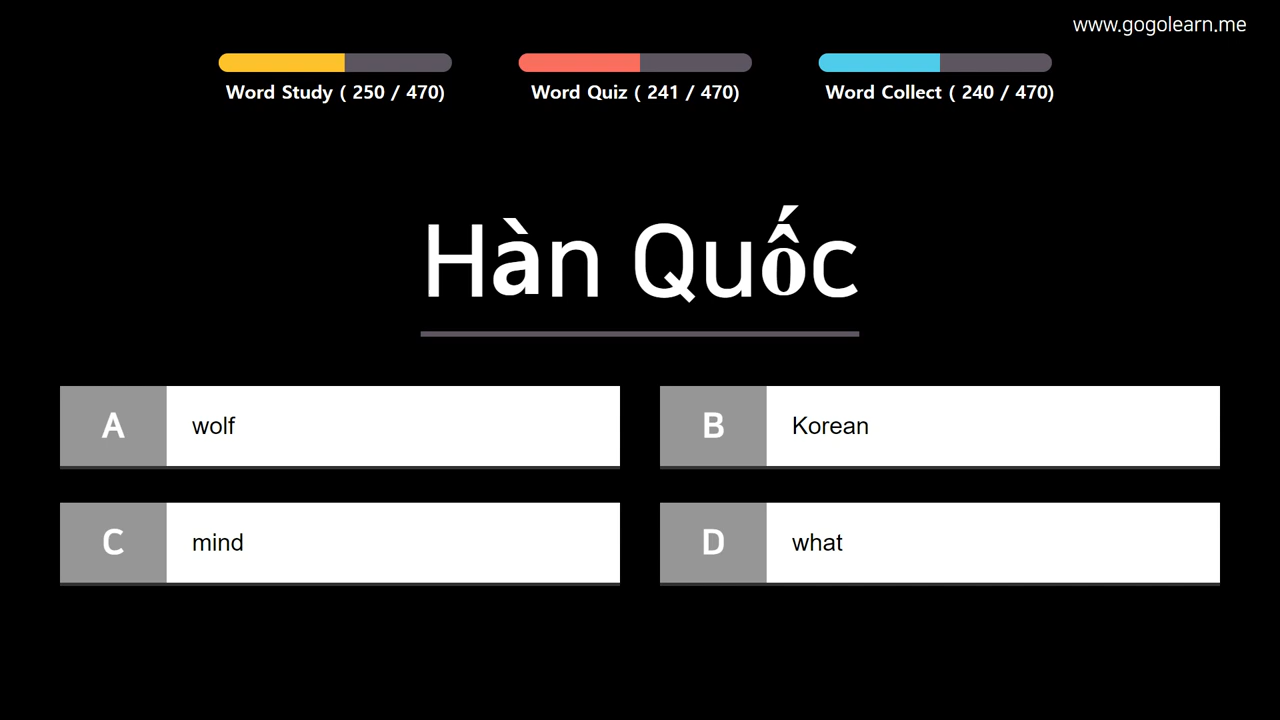 www.gogolearn.me
Word Study ( 250 / 470)
Word Quiz ( 241 / 470)
Word Collect ( 240 / 470)
Hàn Quốc
A wolf
B Korean
C mind
D what